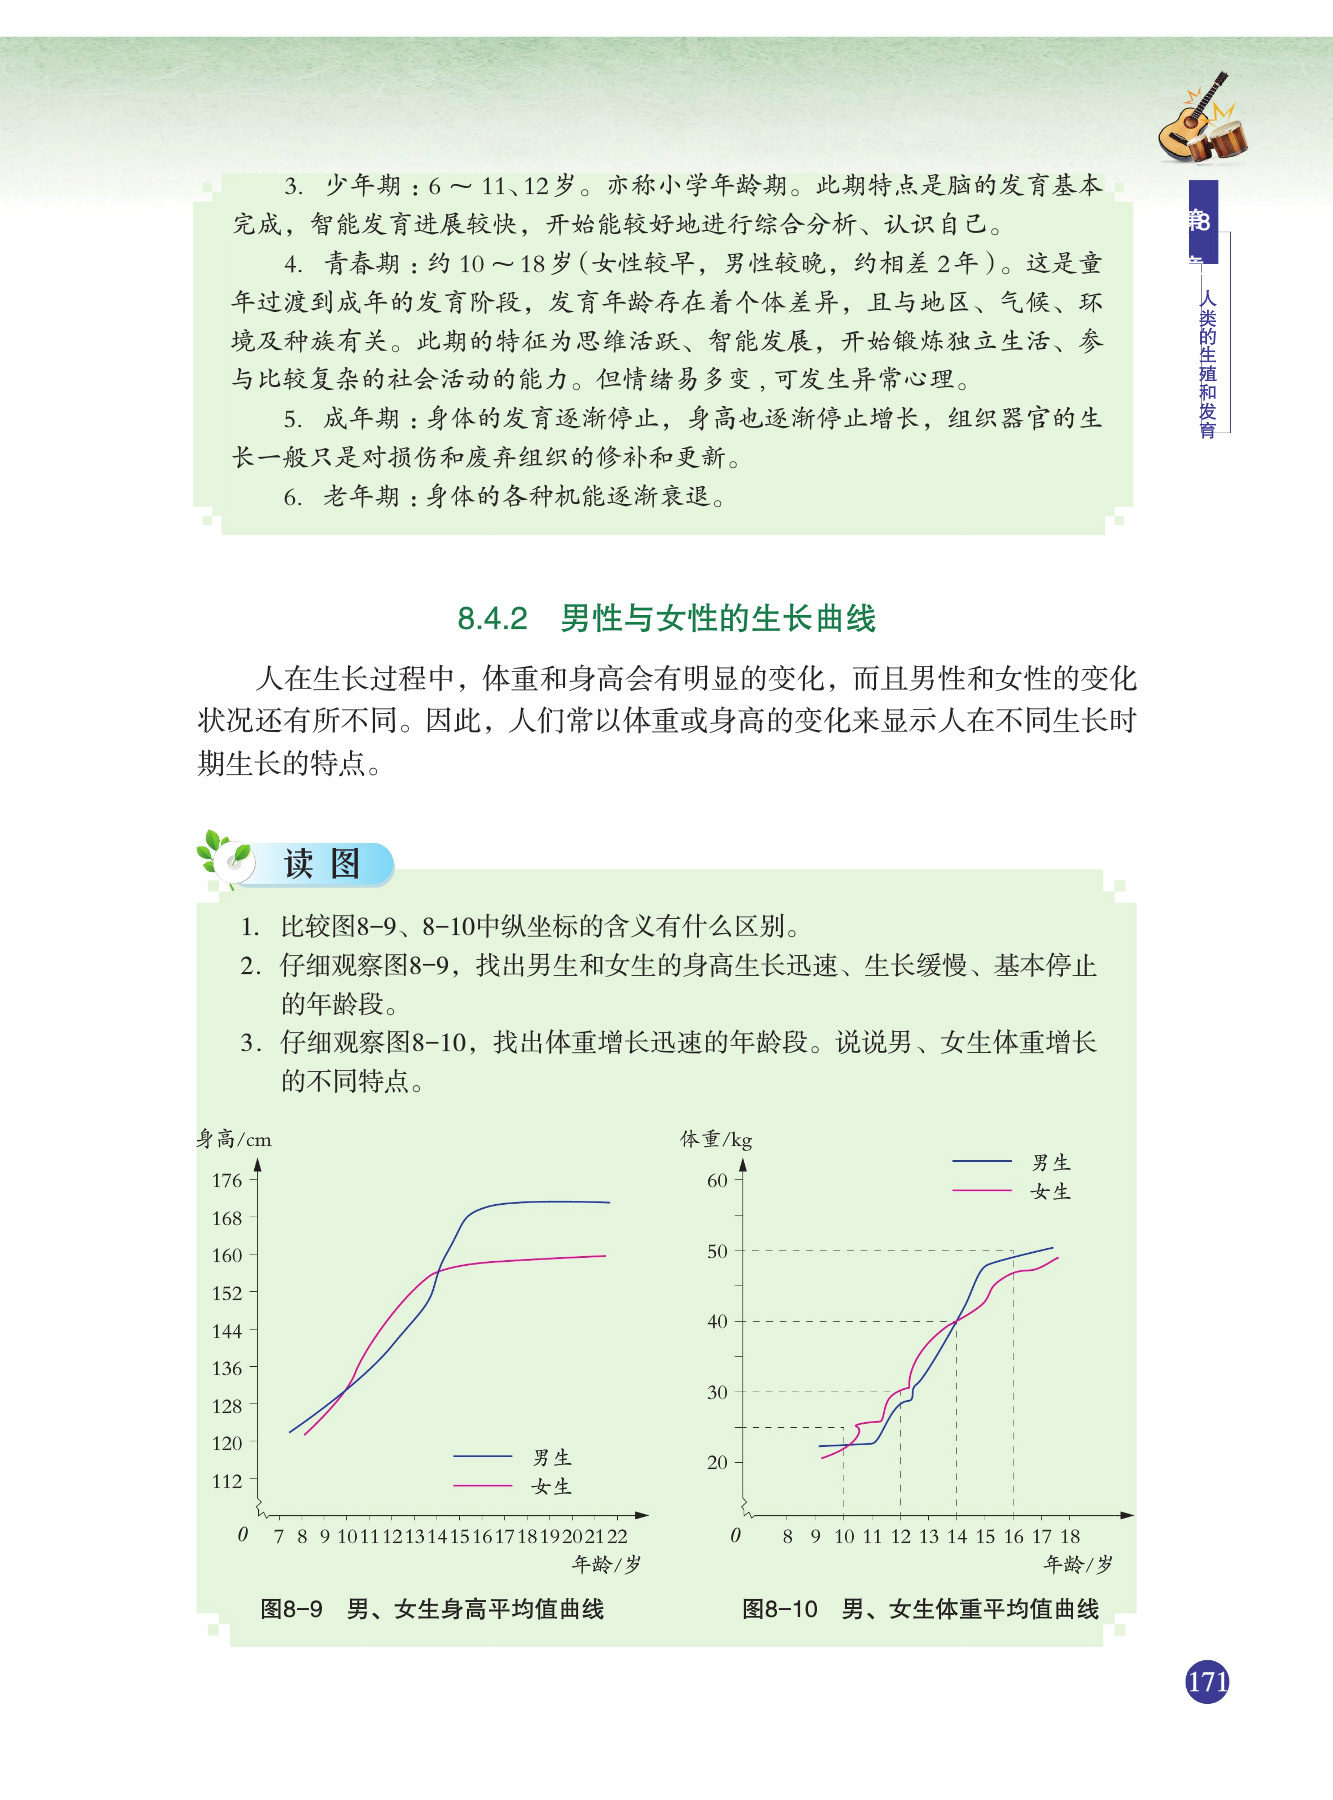 3. 少年期：6～11、12岁。亦称小学年龄期。此期特点是脑的发育基本
完成，智能发育进展较快，开始能较好地进行综合分析、认识自己。
4. 青春期：约10～18岁（女性较早，男性较晚，约相差2年）。这是童
年过渡到成年的发育阶段，发育年龄存在着个体差异，且与地区、气候、环
境及种族有关。此期的特征为思维活跃、智能发展，开始锻炼独立生活、参
与比较复杂的社会活动的能力。但情绪易多变，可发生异常心理。
5. 成年期：身体的发育逐渐停止，身高也逐渐停止增长，组织器官的生
长一般只是对损伤和废弃组织的修补和更新。
6. 老年期：身体的各种机能逐渐衰退。
第8章
人类的生殖和发育
8.4.2 男性与女性的生长曲线
人在生长过程中，体重和身高会有明显的变化，而且男性和女性的变化
状况还有所不同。因此，人们常以体重或身高的变化来显示人在不同生长时
期生长的特点。
读图
1. 比较图8-9、8-10中纵坐标的含义有什么区别。
2. 仔细观察图8-9，找出男生和女生的身高生长迅速、生长缓慢、基本停止
的年龄段。
3. 仔细观察图8-10，找出体重增长迅速的年龄段。说说男、女生体重增长
的不同特点。
身高/cm
176
168
160
152
144
136
128
120
112
男生
女生
0 7 8 9 10 11 12 13 14 15 16 17 18 19 20 21 22
年龄/岁
图8-9 男、女生身高平均值曲线
体重/kg
男生
女生
60
50
40
30
20
0 8 9 10 11 12 13 14 15 16 17 18
年龄/岁
图8-10 男、女生体重平均值曲线
171